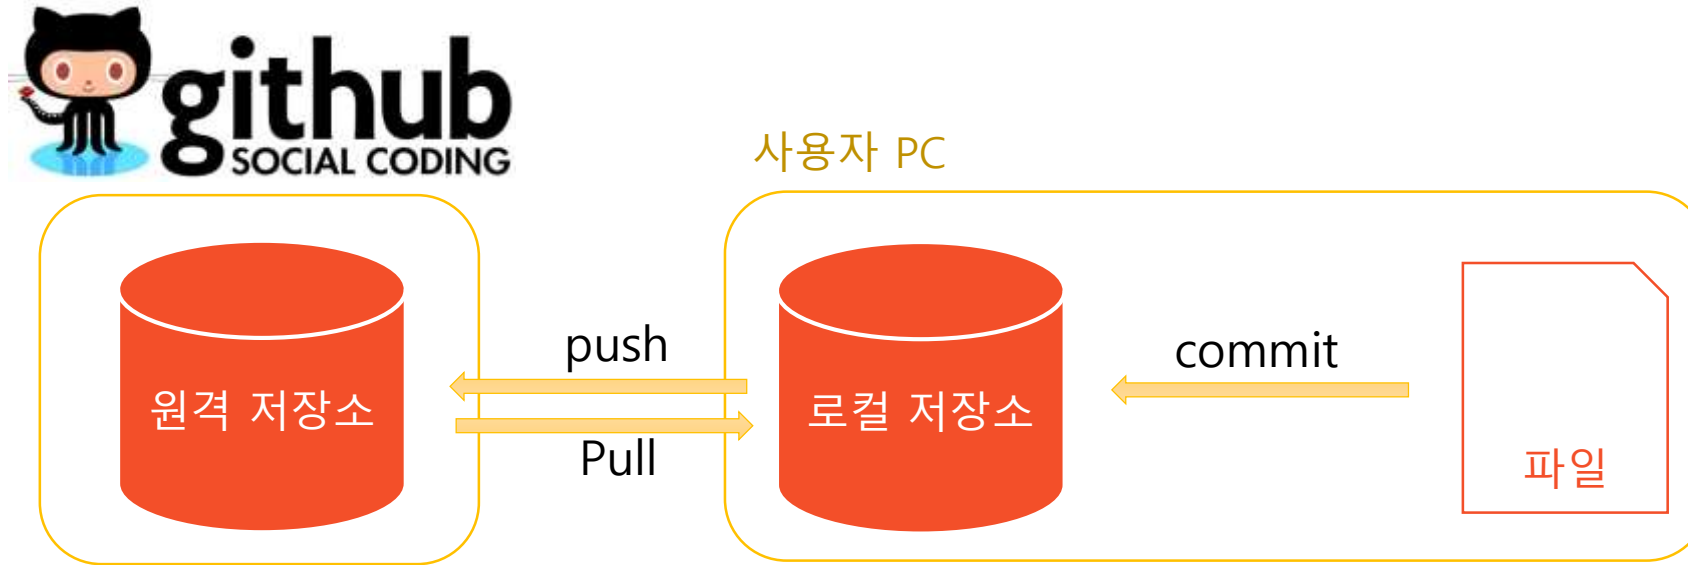 github
SOCIAL CODING
사용자 PC
원격 저장소
push
Pull
로컬 저장소
commit
파일